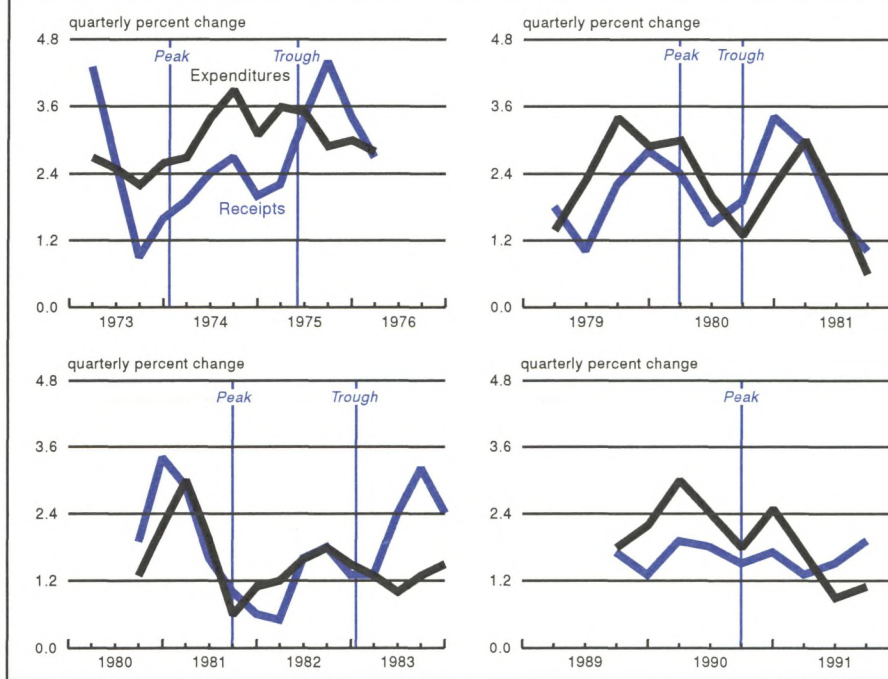 quarterly percent change
4.8
Peak
Trough
Expenditures
3.6
2.4
Receipts
1.2
0.0
1973 1974 1975 1976
quarterly percent change
4.8
Peak Trough
3.6
2.4
1.2
0.0
1979 1980 1981
quarterly percent change
4.8
Peak Trough
3.6
2.4
1.2
0.0
1980 1981 1982 1983
quarterly percent change
4.8
Peak
3.6
2.4
1.2
0.0
1989 1990 1991